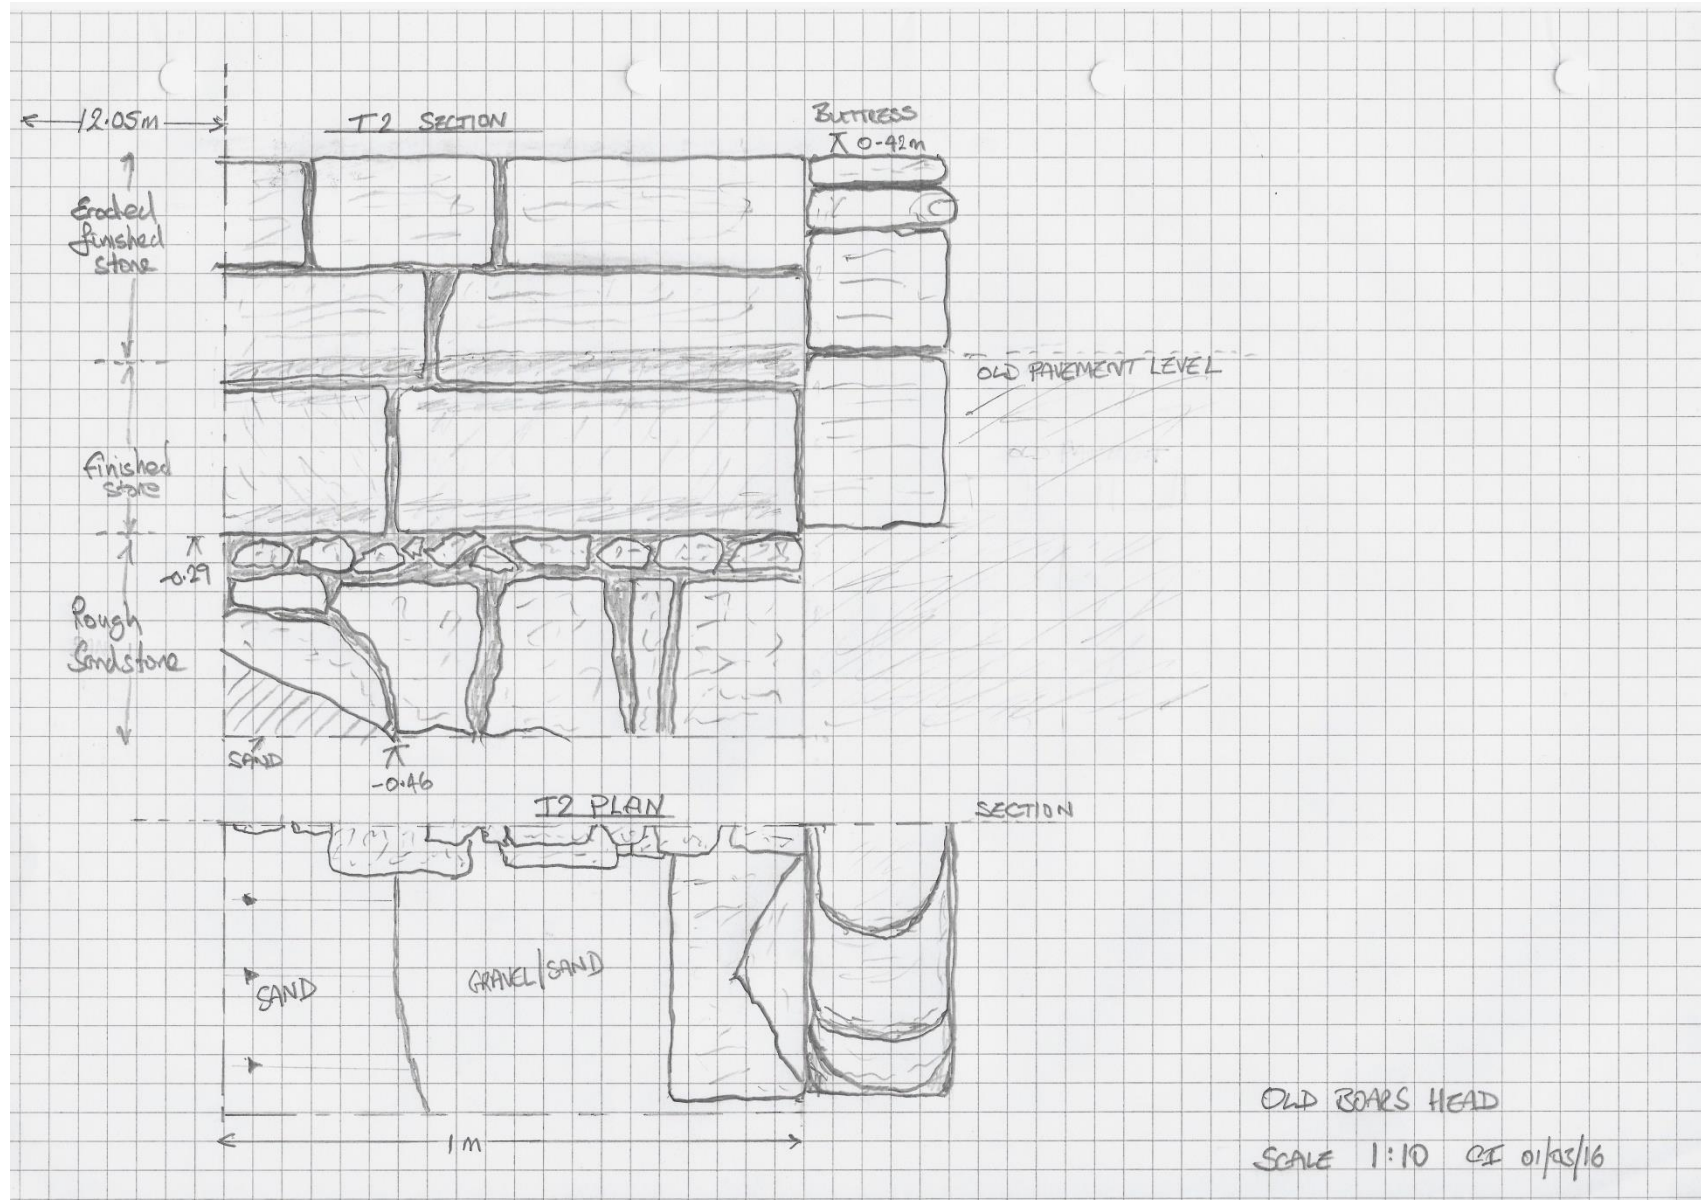 12.05m
T2 SECTION
BUTTRESS
0.42m
Eroded
finished
stone
OLD PAVEMENT LEVEL
finished
stone
-0.29
Rough
Sandstone
SAND
-0.46
T2 PLAN
SECTION
SAND
GRAVEL/SAND
1m
OLD BOARS HEAD
SCALE 1:10 CI 01/03/16